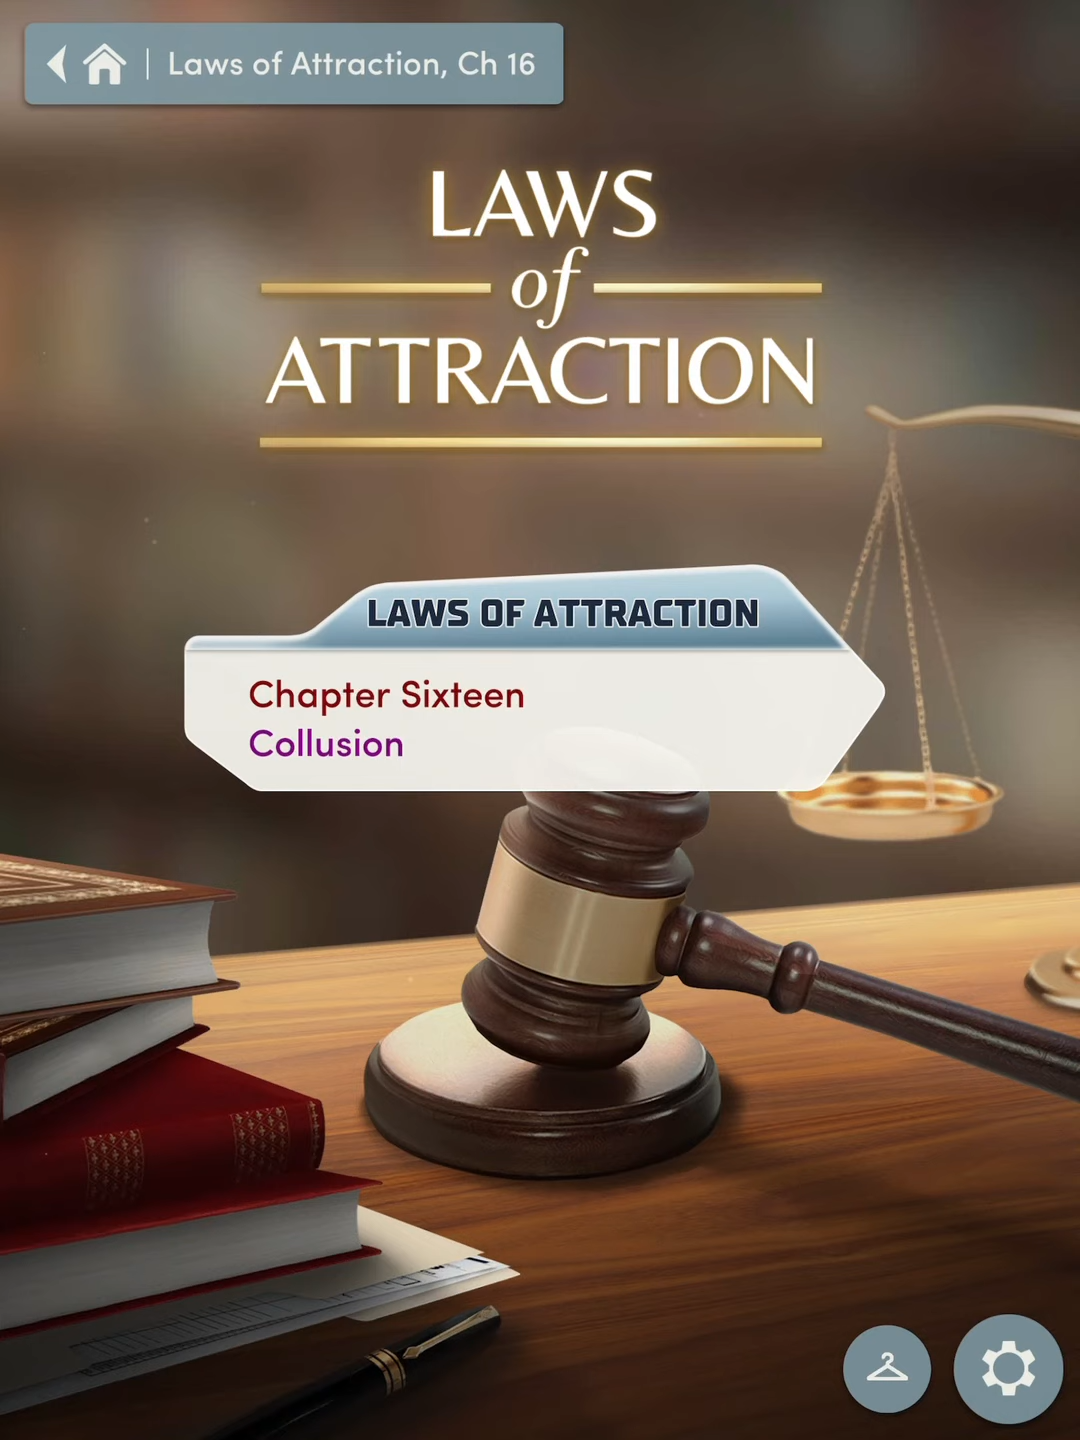 Laws of Attraction, Ch 16
LAWS
of
ATTRACTION
LAWS OF ATTRACTION
Chapter Sixteen
Collusion